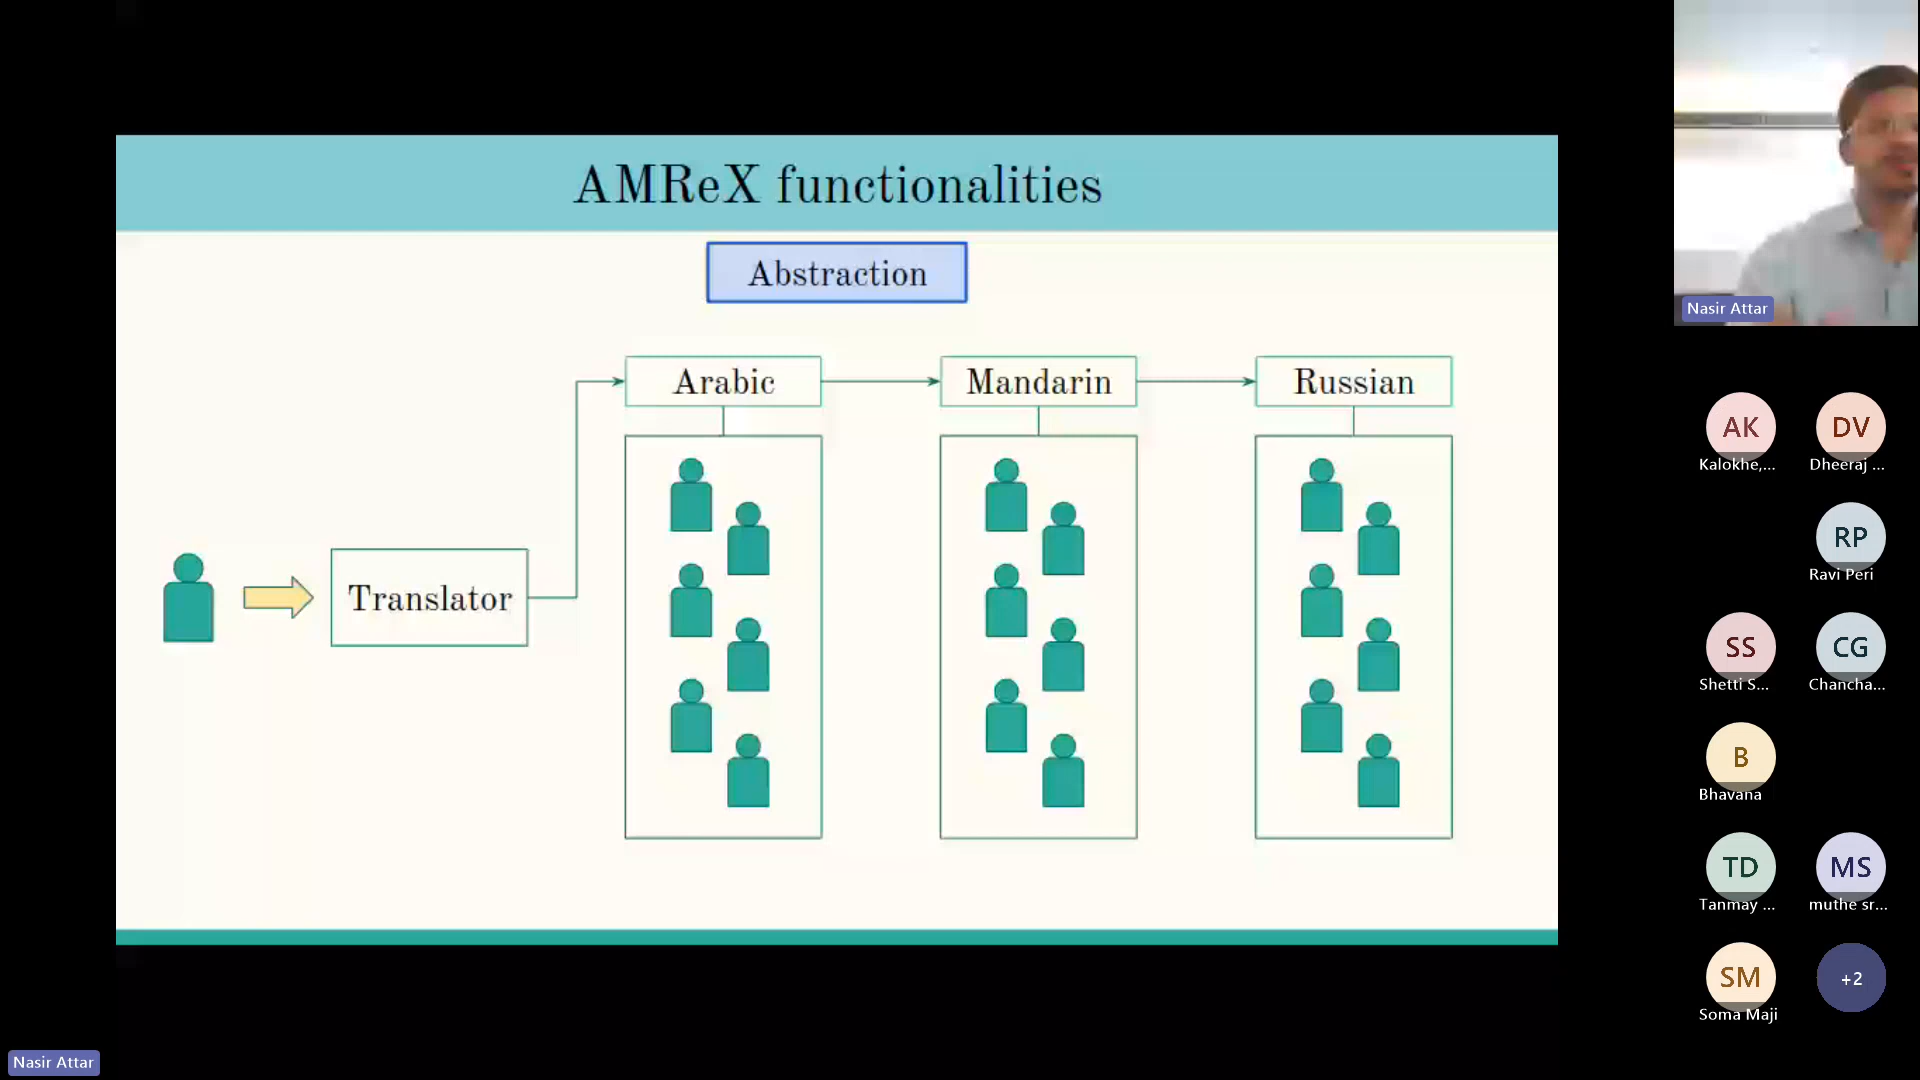 AMReX functionalities
Abstraction
Arabic
Mandarin
Russian
Translator
Nasir Attar
AK
Kalokhe,...
DV
Dheeraj ...
RP
Ravi Peri
SS
Shetti S...
CG
Chancha...
B
Bhavana
TD
Tanmay ...
MS
muthe sr...
SM
Soma Maji
+2
Nasir Attar